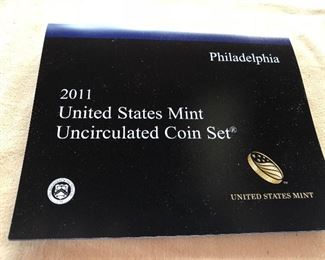 Philadelphia
2011
United States Mint
Uncirculated Coin Set®
UNITED STATES MINT